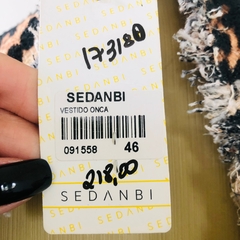 SEDANBI
173180
SEDANBI
VESTIDO ONCA
091558 46
218,00
SEDANBI